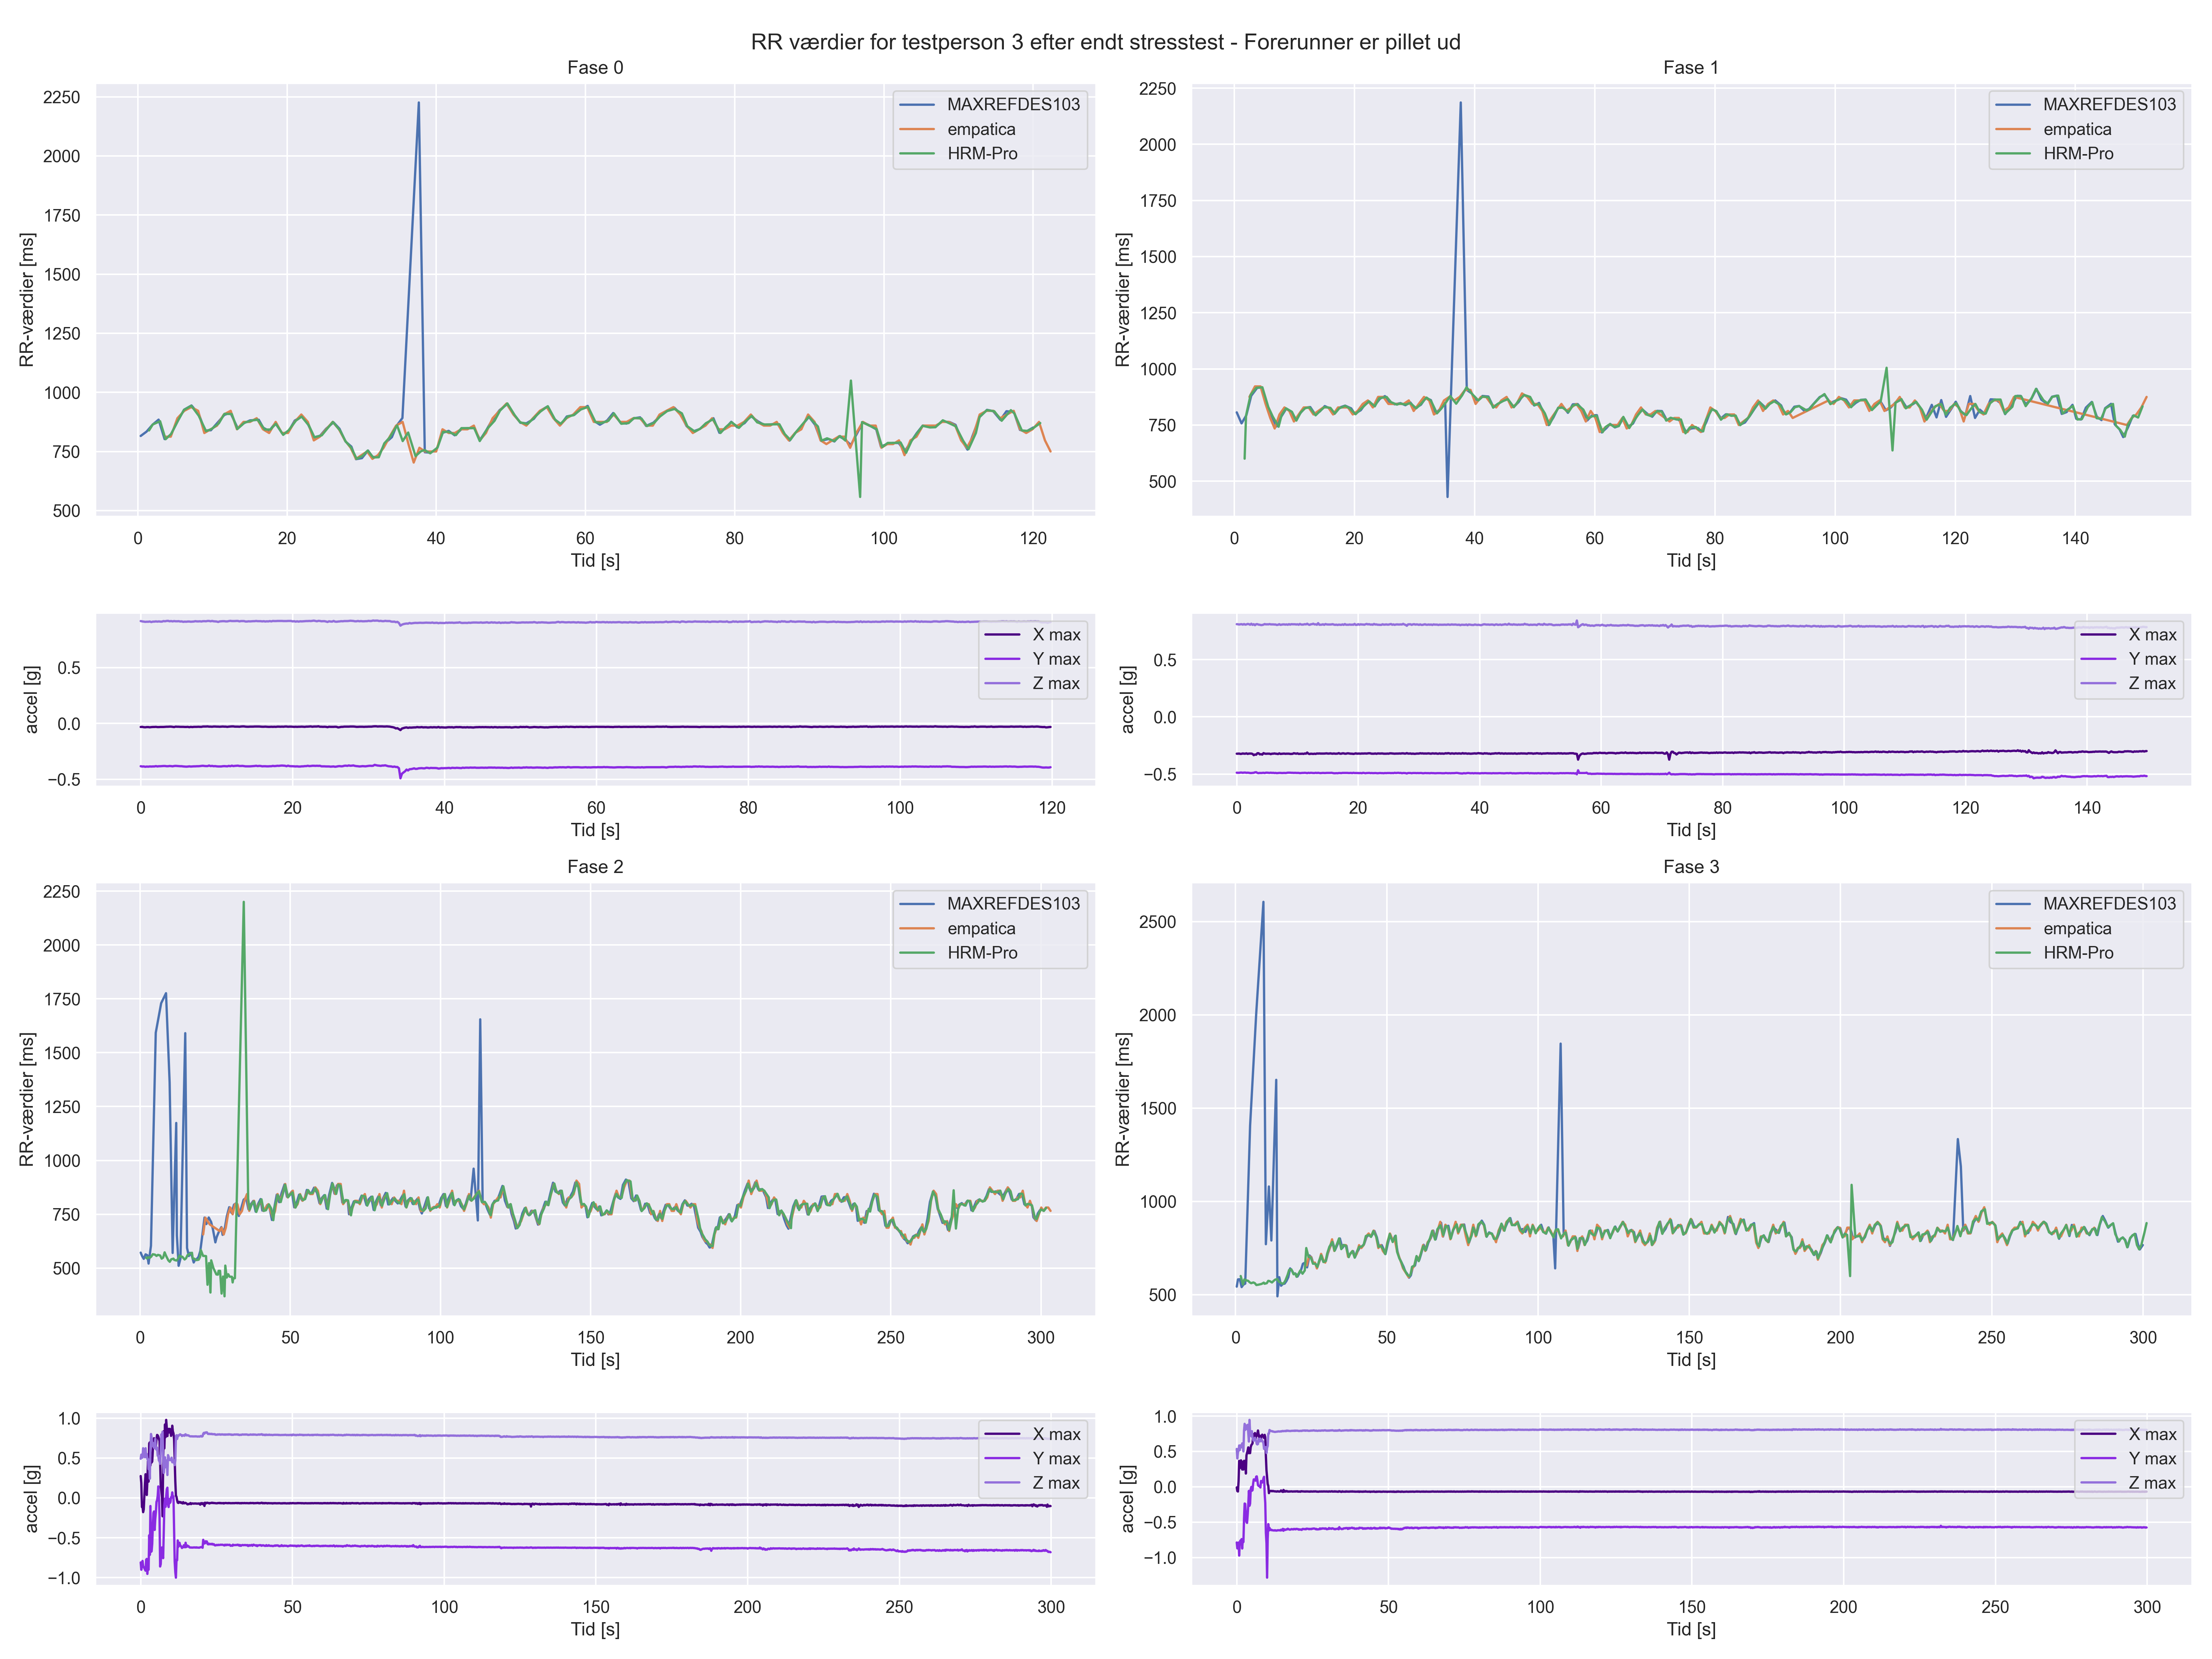 RR værdier for testperson 3 efter endt stresstest - Forerunner er pillet ud
Fase 0
RR-værdier [ms]
2250
2000
1750
1500
1250
1000
750
500
MAXREFDES103
empatica
HRM-Pro
0 20 40 60 80 100 120
Tid [s]
Fase 1
RR-værdier [ms]
2250
2000
1750
1500
1250
1000
750
500
MAXREFDES103
empatica
HRM-Pro
0 20 40 60 80 100 120 140
Tid [s]
accel [g]
0.5
0.0
−0.5
X max
Y max
Z max
0 20 40 60 80 100 120
Tid [s]
accel [g]
0.5
0.0
−0.5
X max
Y max
Z max
0 20 40 60 80 100 120 140
Tid [s]
Fase 2
RR-værdier [ms]
2250
2000
1750
1500
1250
1000
750
500
MAXREFDES103
empatica
HRM-Pro
0 50 100 150 200 250 300
Tid [s]
Fase 3
RR-værdier [ms]
2500
2000
1500
1000
500
MAXREFDES103
empatica
HRM-Pro
0 50 100 150 200 250 300
Tid [s]
accel [g]
1.0
0.5
0.0
−0.5
−1.0
X max
Y max
Z max
0 50 100 150 200 250 300
Tid [s]
accel [g]
1.0
0.5
0.0
−0.5
−1.0
X max
Y max
Z max
0 50 100 150 200 250 300
Tid [s]